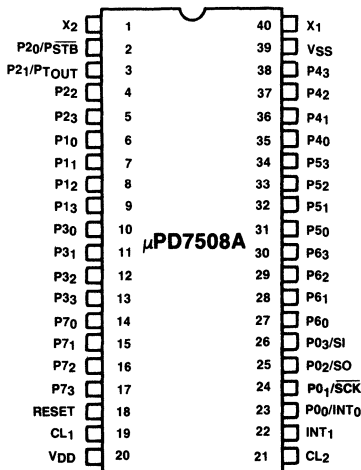 X2 1 40 X1
P20/PSTB 2 39 VSS
P21/PTOUT 3 38 P43
P22 4 37 P42
P23 5 36 P41
P10 6 35 P40
P11 7 34 P53
P12 8 33 P52
P13 9 32 P51
P30 10 31 P50
μPD7508A
P31 11 30 P63
P32 12 29 P62
P33 13 28 P61
P70 14 27 P60
P71 15 26 P03/SI
P72 16 25 P02/SO
P73 17 24 P01/SCK
RESET 18 23 P00/INT0
CL1 19 22 INT1
VDD 20 21 CL2